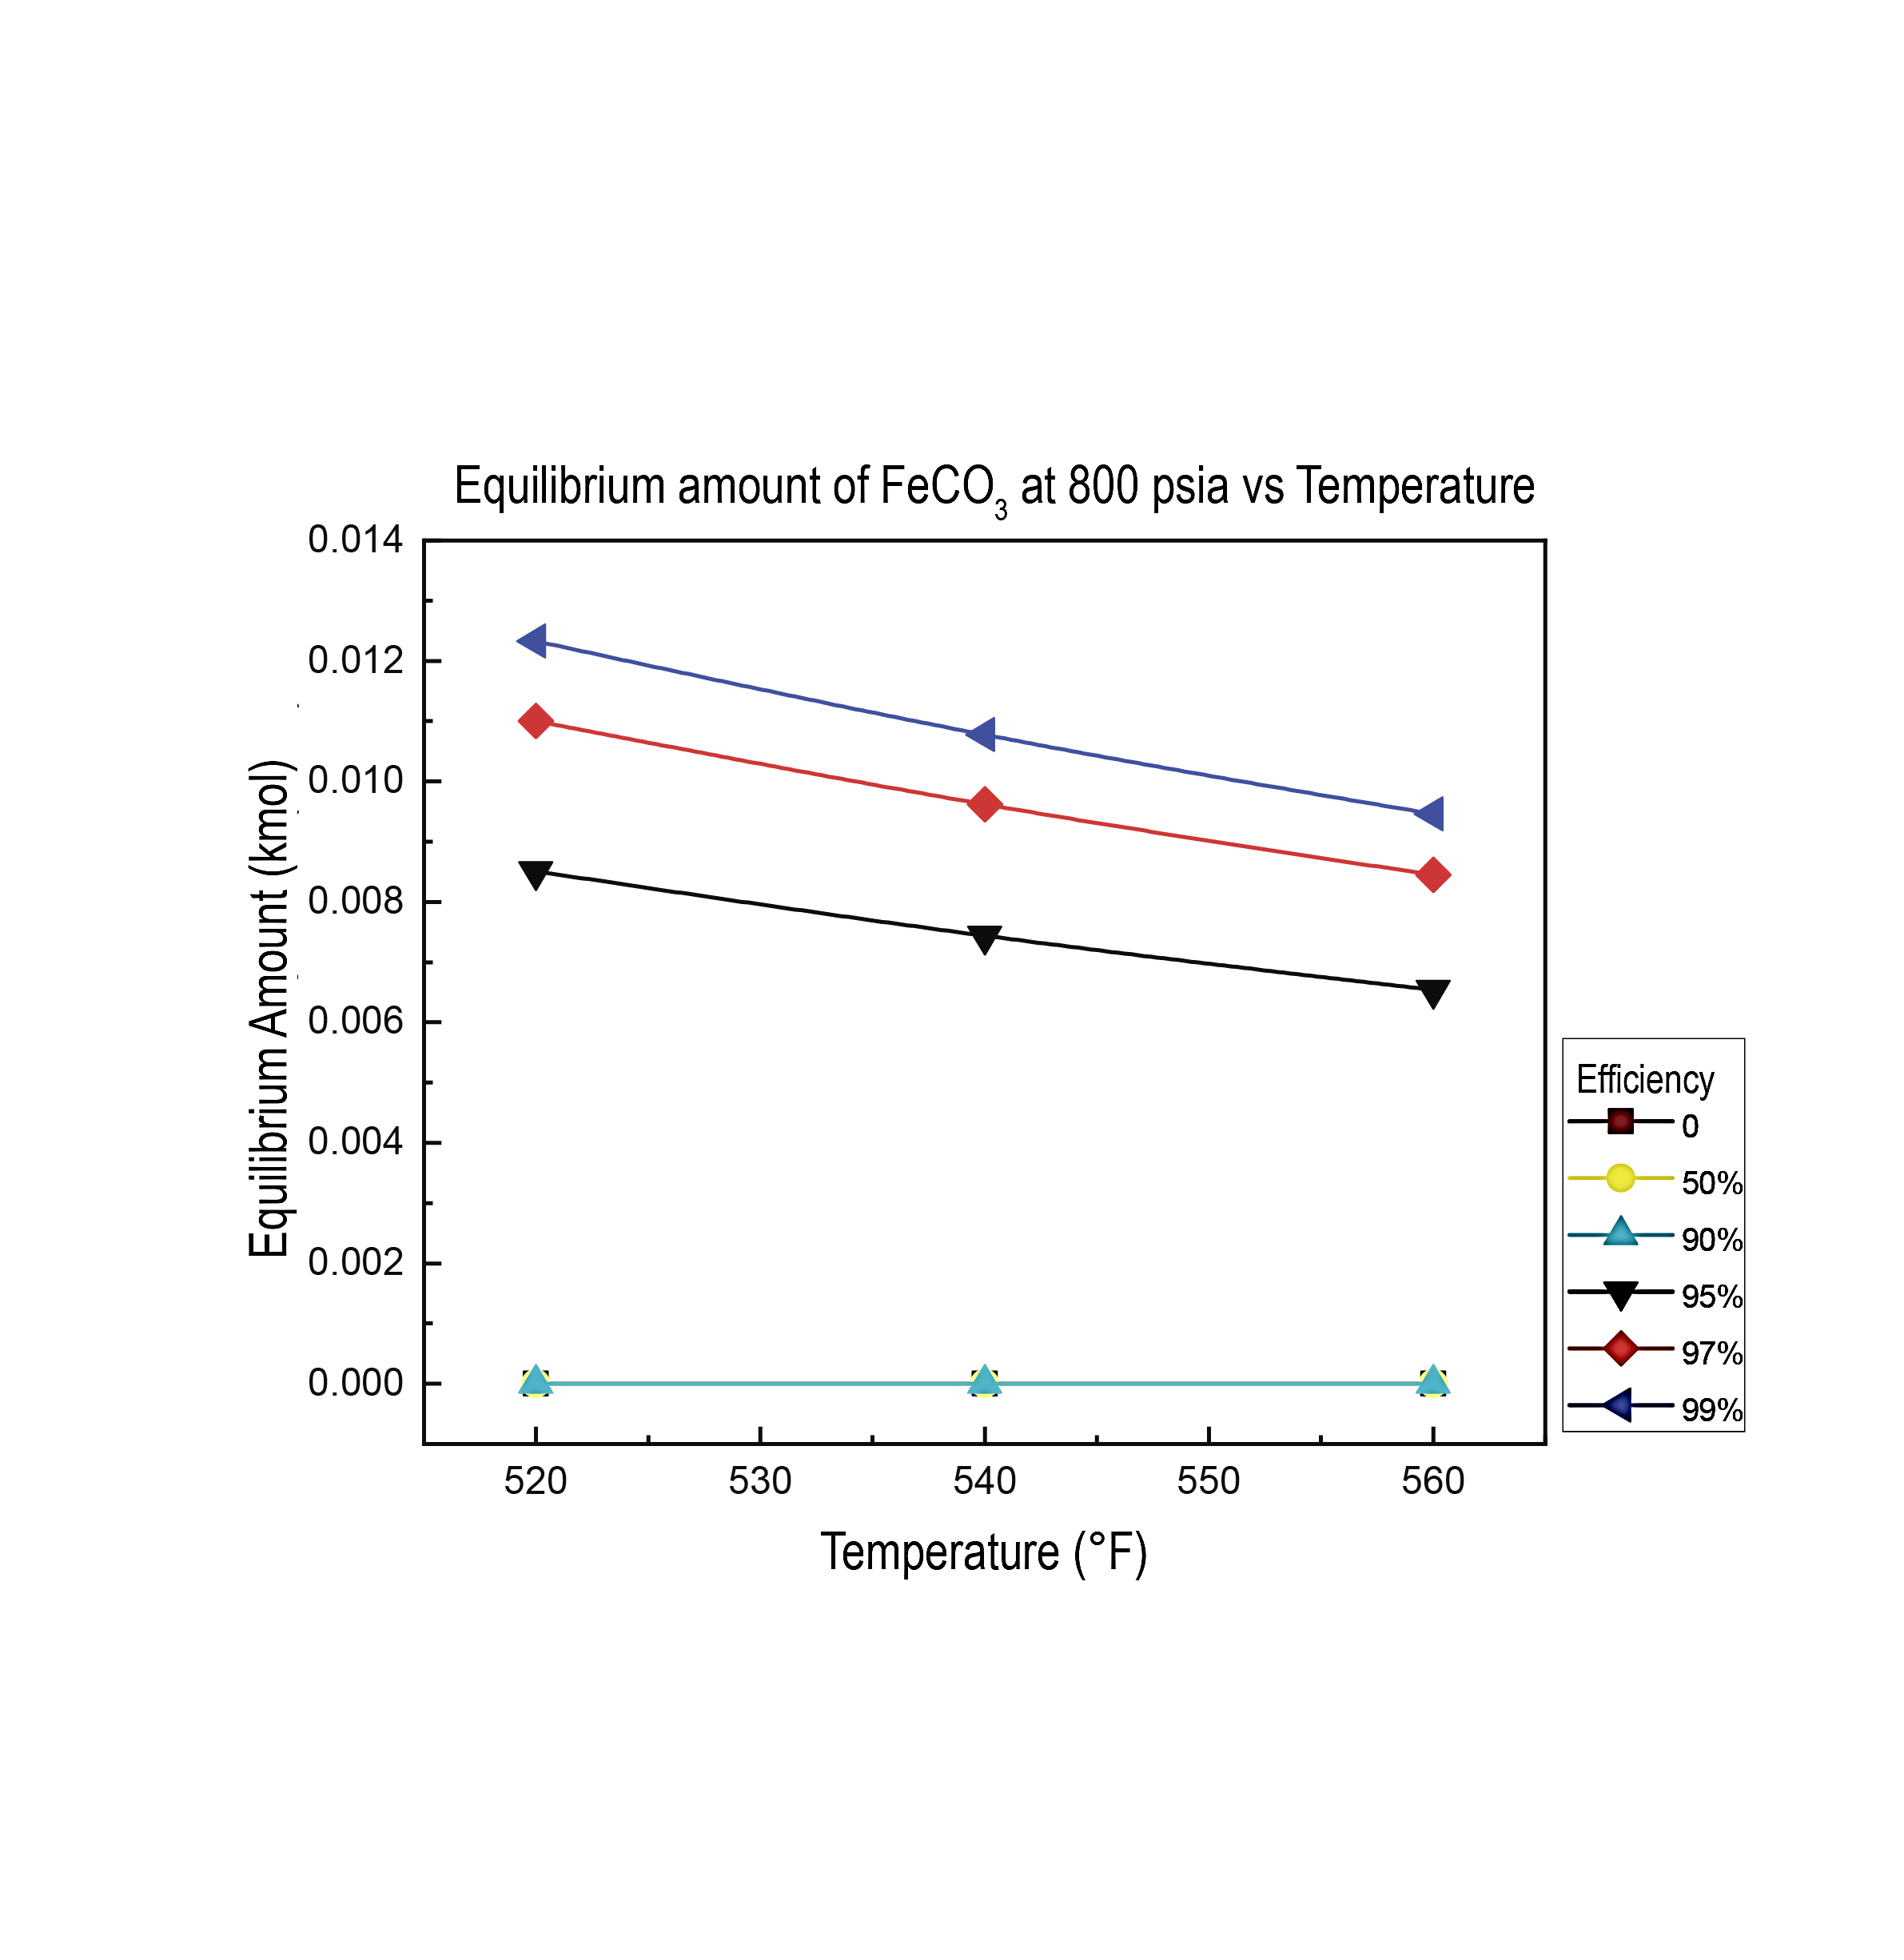 Equilibrium amount of FeCO₃ at 800 psia vs Temperature
0.014
0.012
0.010
0.008
0.006
0.004
0.002
0.000
Equilibrium Amount (kmol)
520 530 540 550 560
Temperature (°F)
Efficiency
0
50%
90%
95%
97%
99%